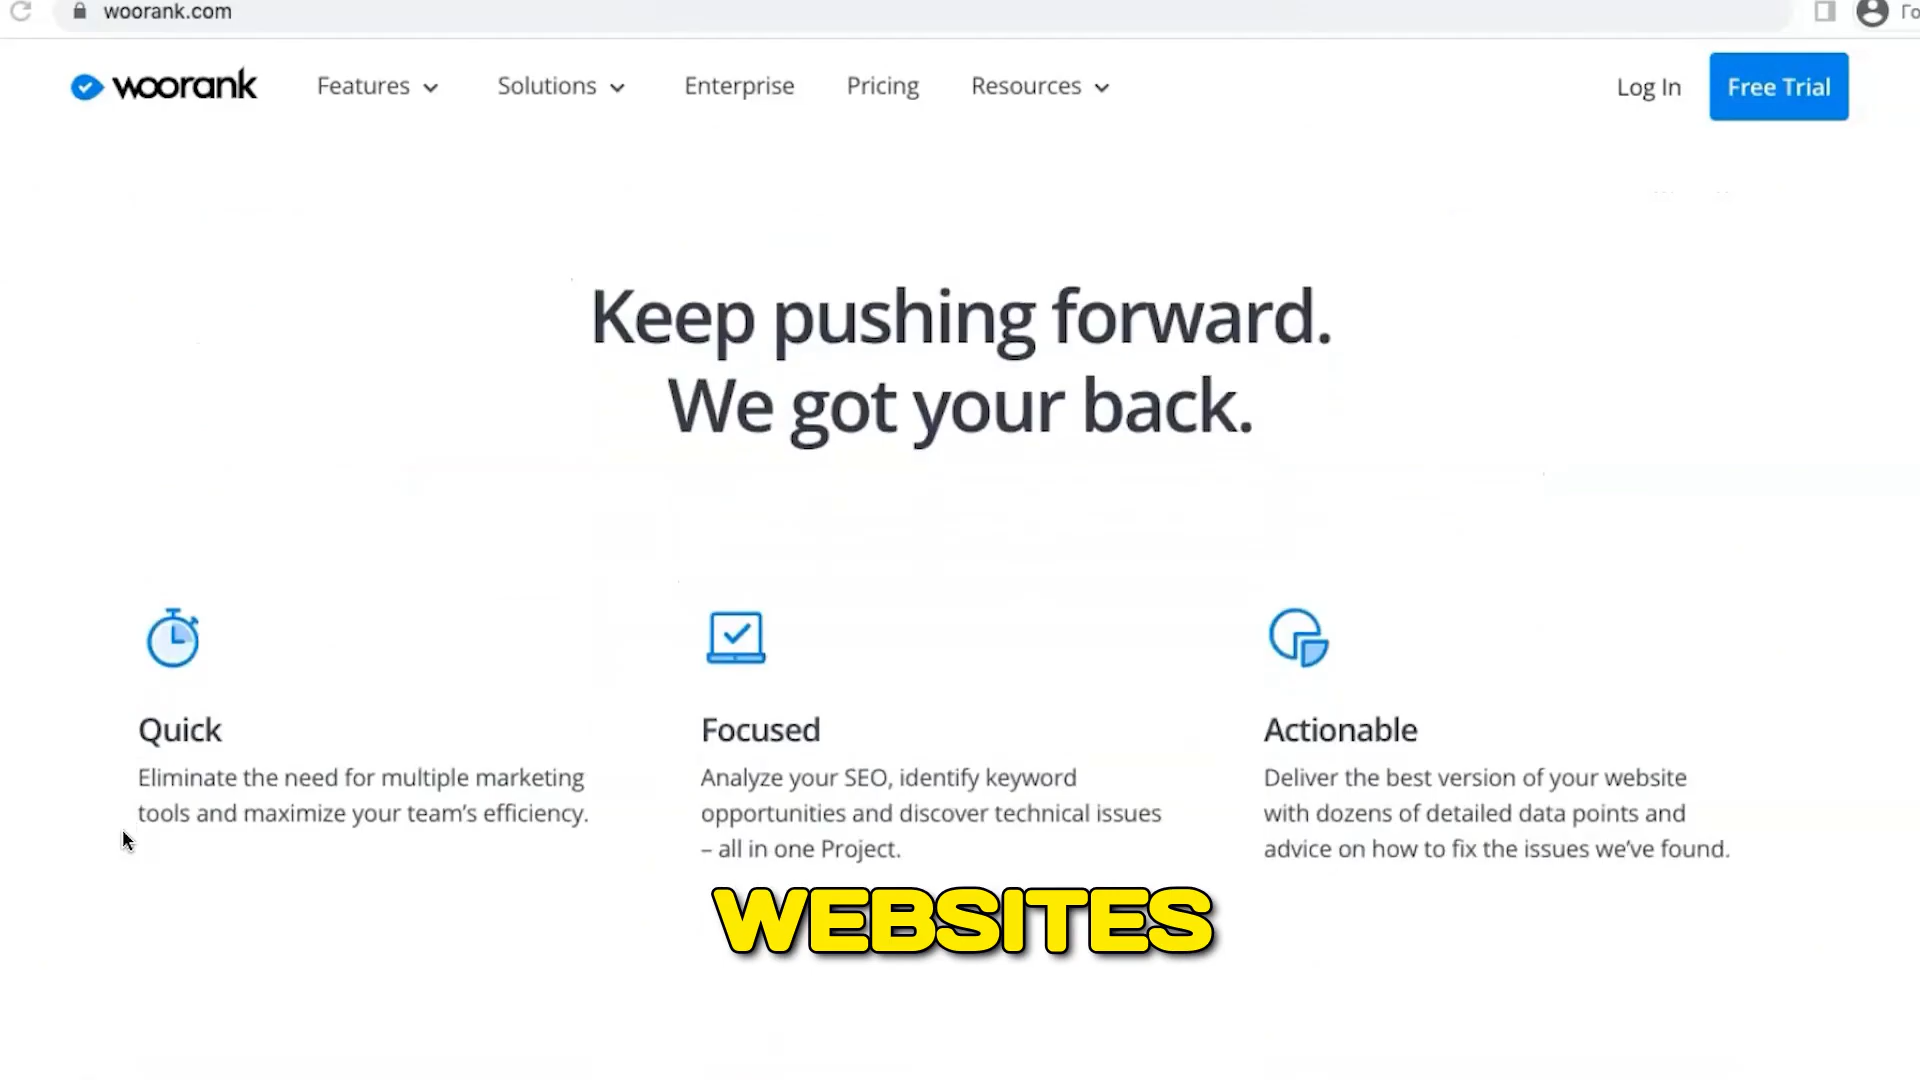 woorank.com
woorank Features Solutions Enterprise Pricing Resources Log In Free Trial
Keep pushing forward.
We got your back.
Quick
Eliminate the need for multiple marketing
tools and maximize your team’s efficiency.
Focused
Analyze your SEO, identify keyword
opportunities and discover technical issues
– all in one Project.
Actionable
Deliver the best version of your website
with dozens of detailed data points and
advice on how to fix the issues we’ve found.
WEBSITES